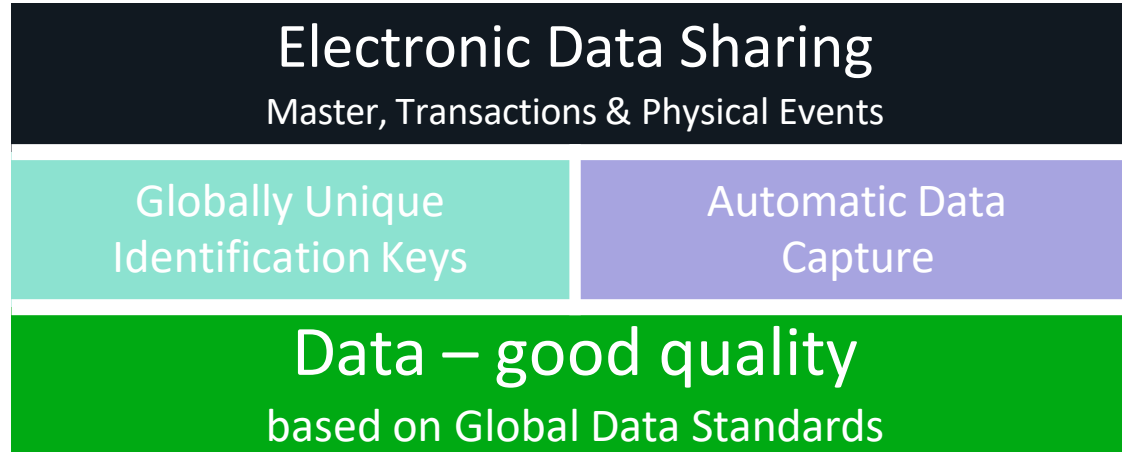 Electronic Data Sharing
Master, Transactions & Physical Events
Globally Unique
Identification Keys
Automatic Data
Capture
Data – good quality
based on Global Data Standards